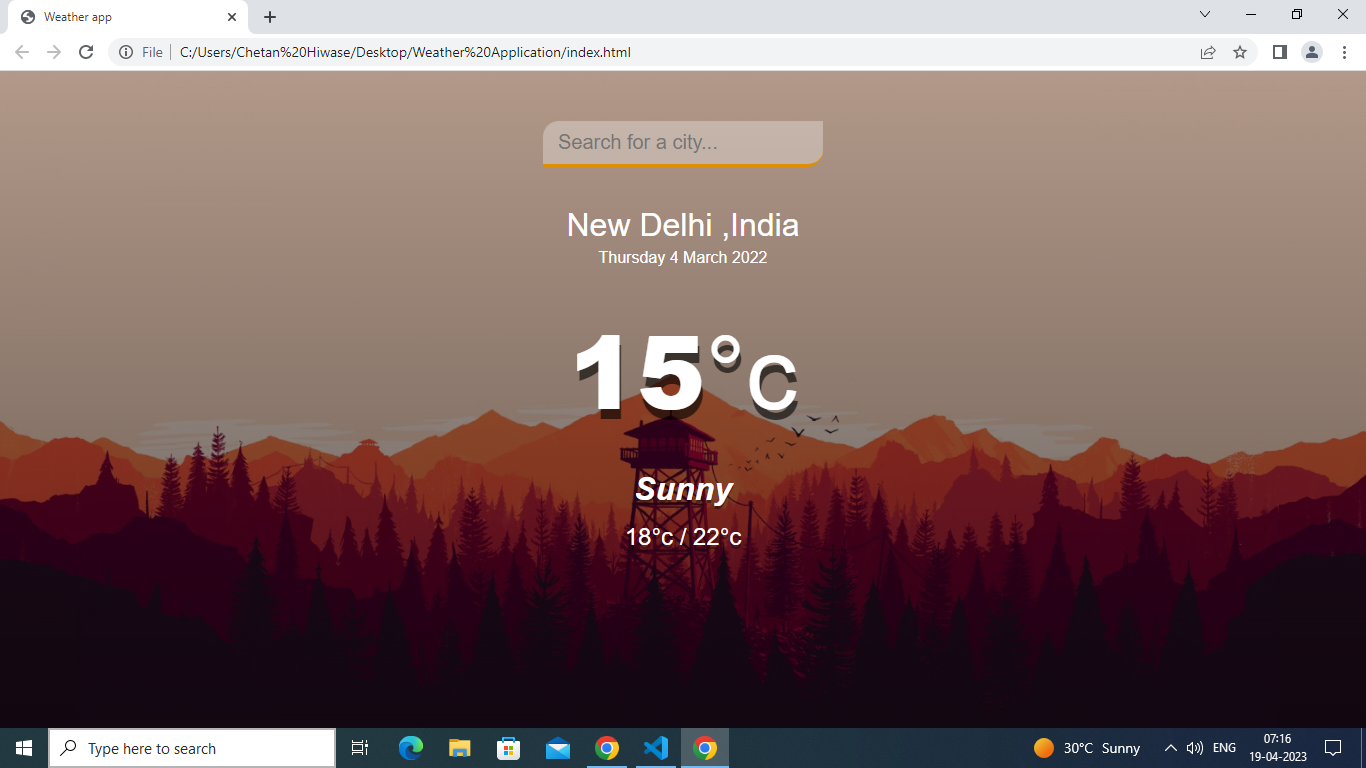 Weather app
File
C:/Users/Chetan%20Hiwase/Desktop/Weather%20Application/index.html
Search for a city...
New Delhi ,India
Thursday 4 March 2022
15°c
Sunny
18°c / 22°c
Type here to search
30°C Sunny
ENG
07:16
19-04-2023